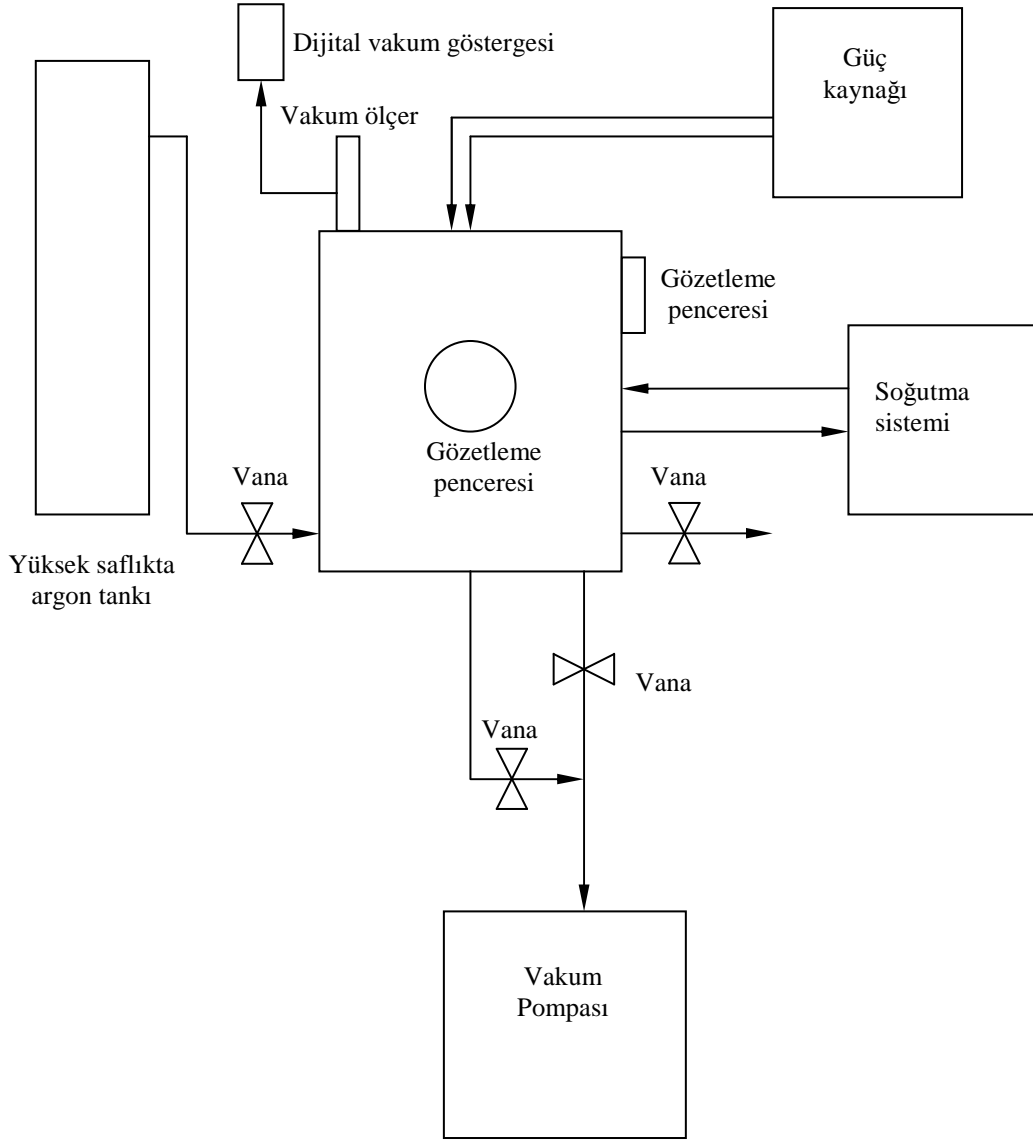 Dijital vakum göstergesi
Güç
kaynağı
Vakum ölçer
Gözetleme
penceresi
Soğutma
sistemi
Gözetleme
penceresi
Vana
Vana
Yüksek saflıkta
argon tankı
Vana
Vana
Vakum
Pompası